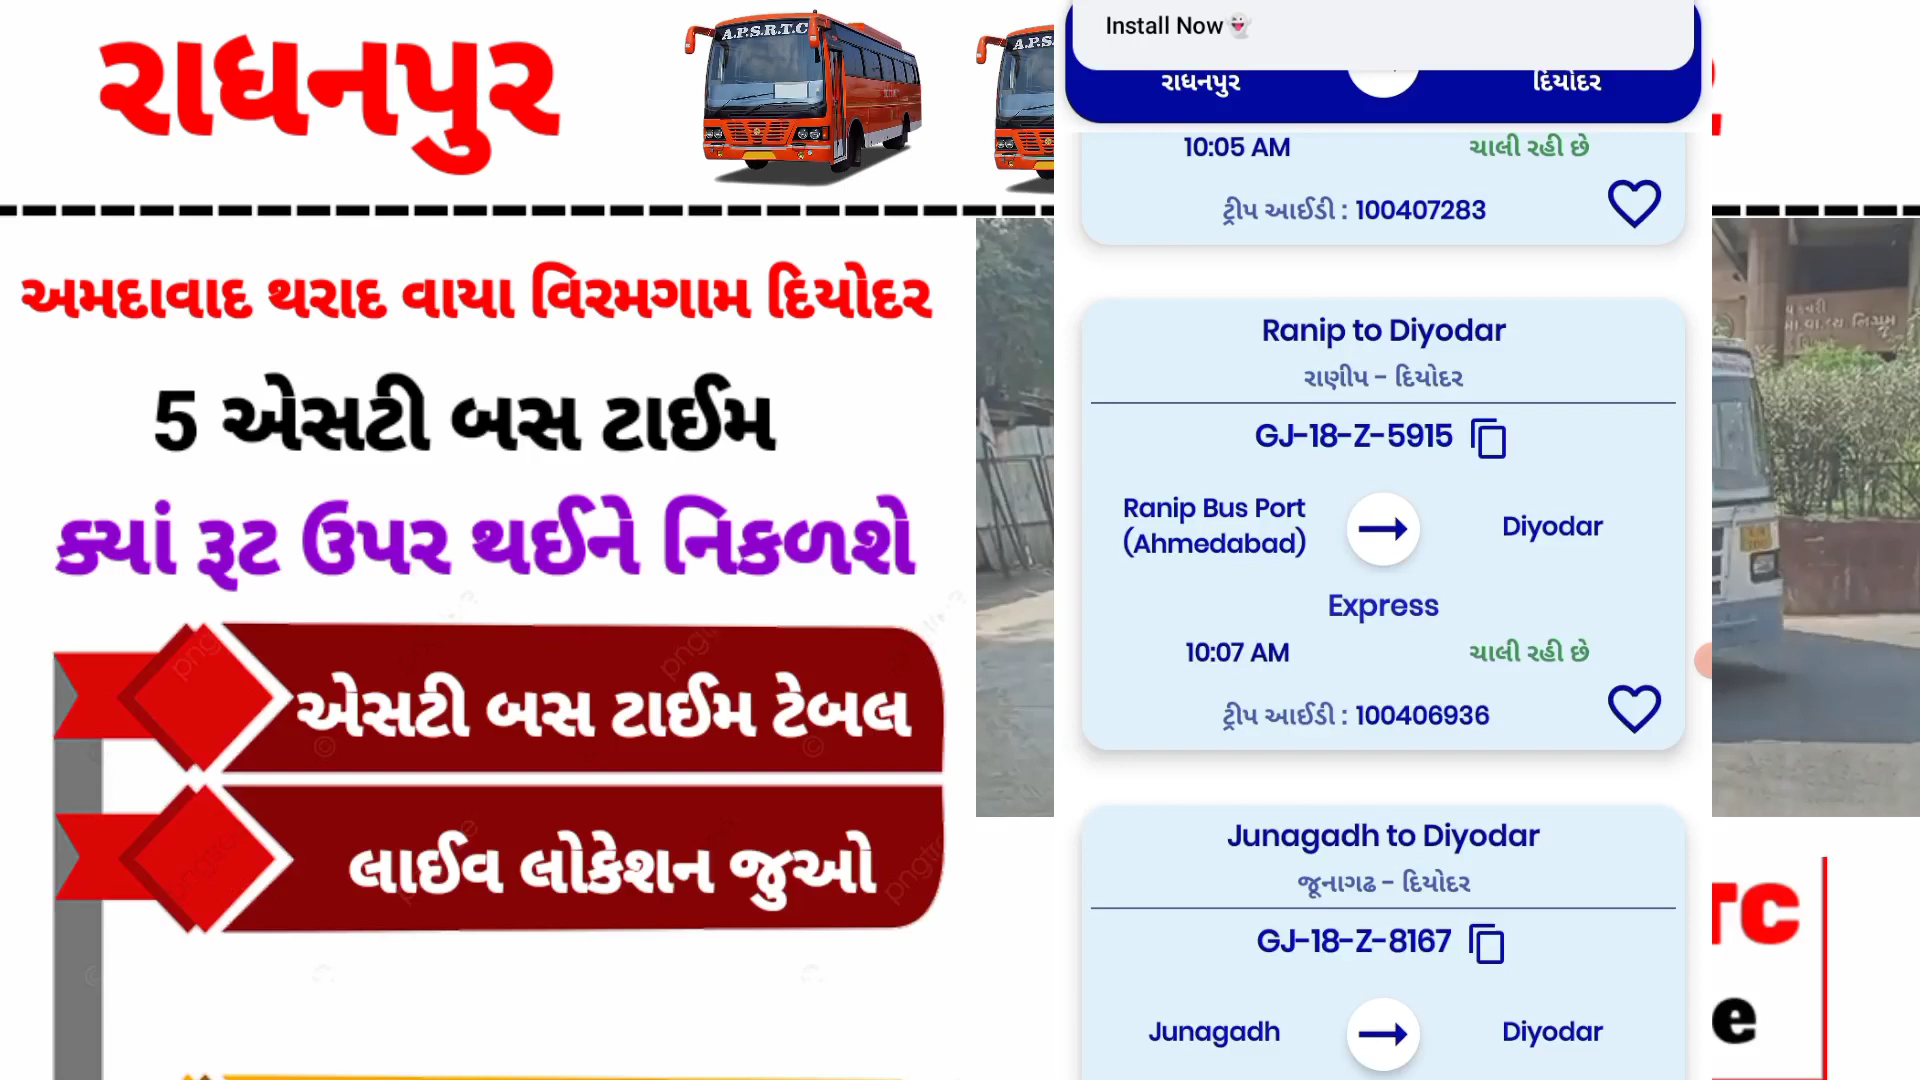 રાધનપુર
A.P.S.R.T.C
A.P.S.
અમદાવાદ થરાદ વાયા વિરમગામ દિયોદર
5 એસટી બસ ટાઈમ
ક્યાં રૂટ ઉપર થઈને નિકળશે
એસટી બસ ટાઈમ ટેબલ
લાઈવ લોકેશન જુઓ
Install Now
રાધનપુર
દિયોદર
10:05 AM
ચાલી રહી છે
ટ્રીપ આઈડી : 100407283
Ranip to Diyodar
રાણીપ - દિયોદર
GJ-18-Z-5915
Ranip Bus Port
(Ahmedabad)
Diyodar
Express
10:07 AM
ચાલી રહી છે
ટ્રીપ આઈડી : 100406936
Junagadh to Diyodar
જૂનાગઢ - દિયોદર
GJ-18-Z-8167
Junagadh
Diyodar
TC
e